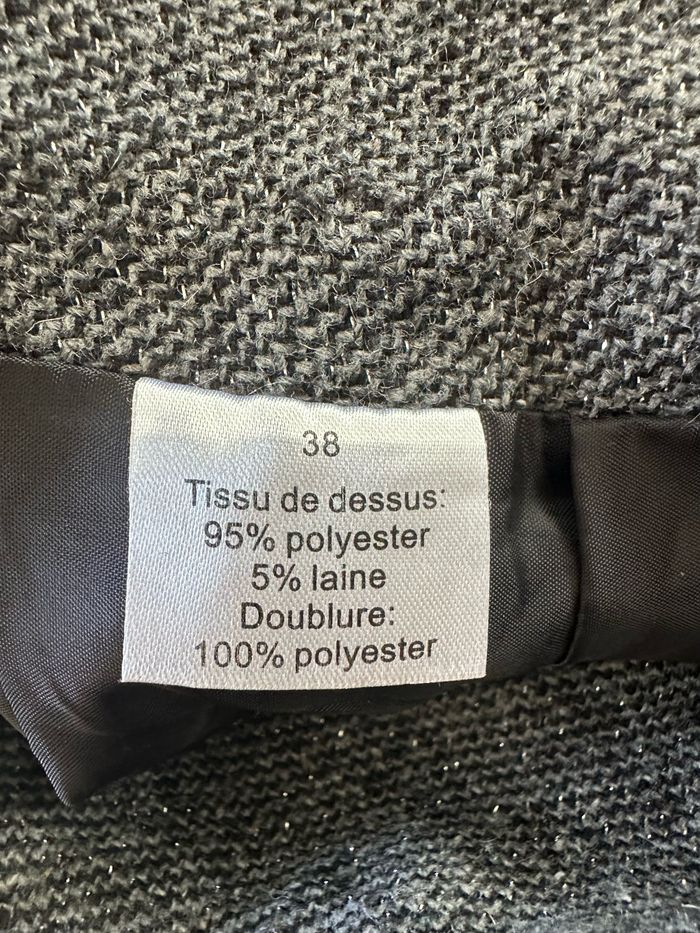 38
Tissu de dessus:
95% polyester
5% laine
Doublure:
100% polyester